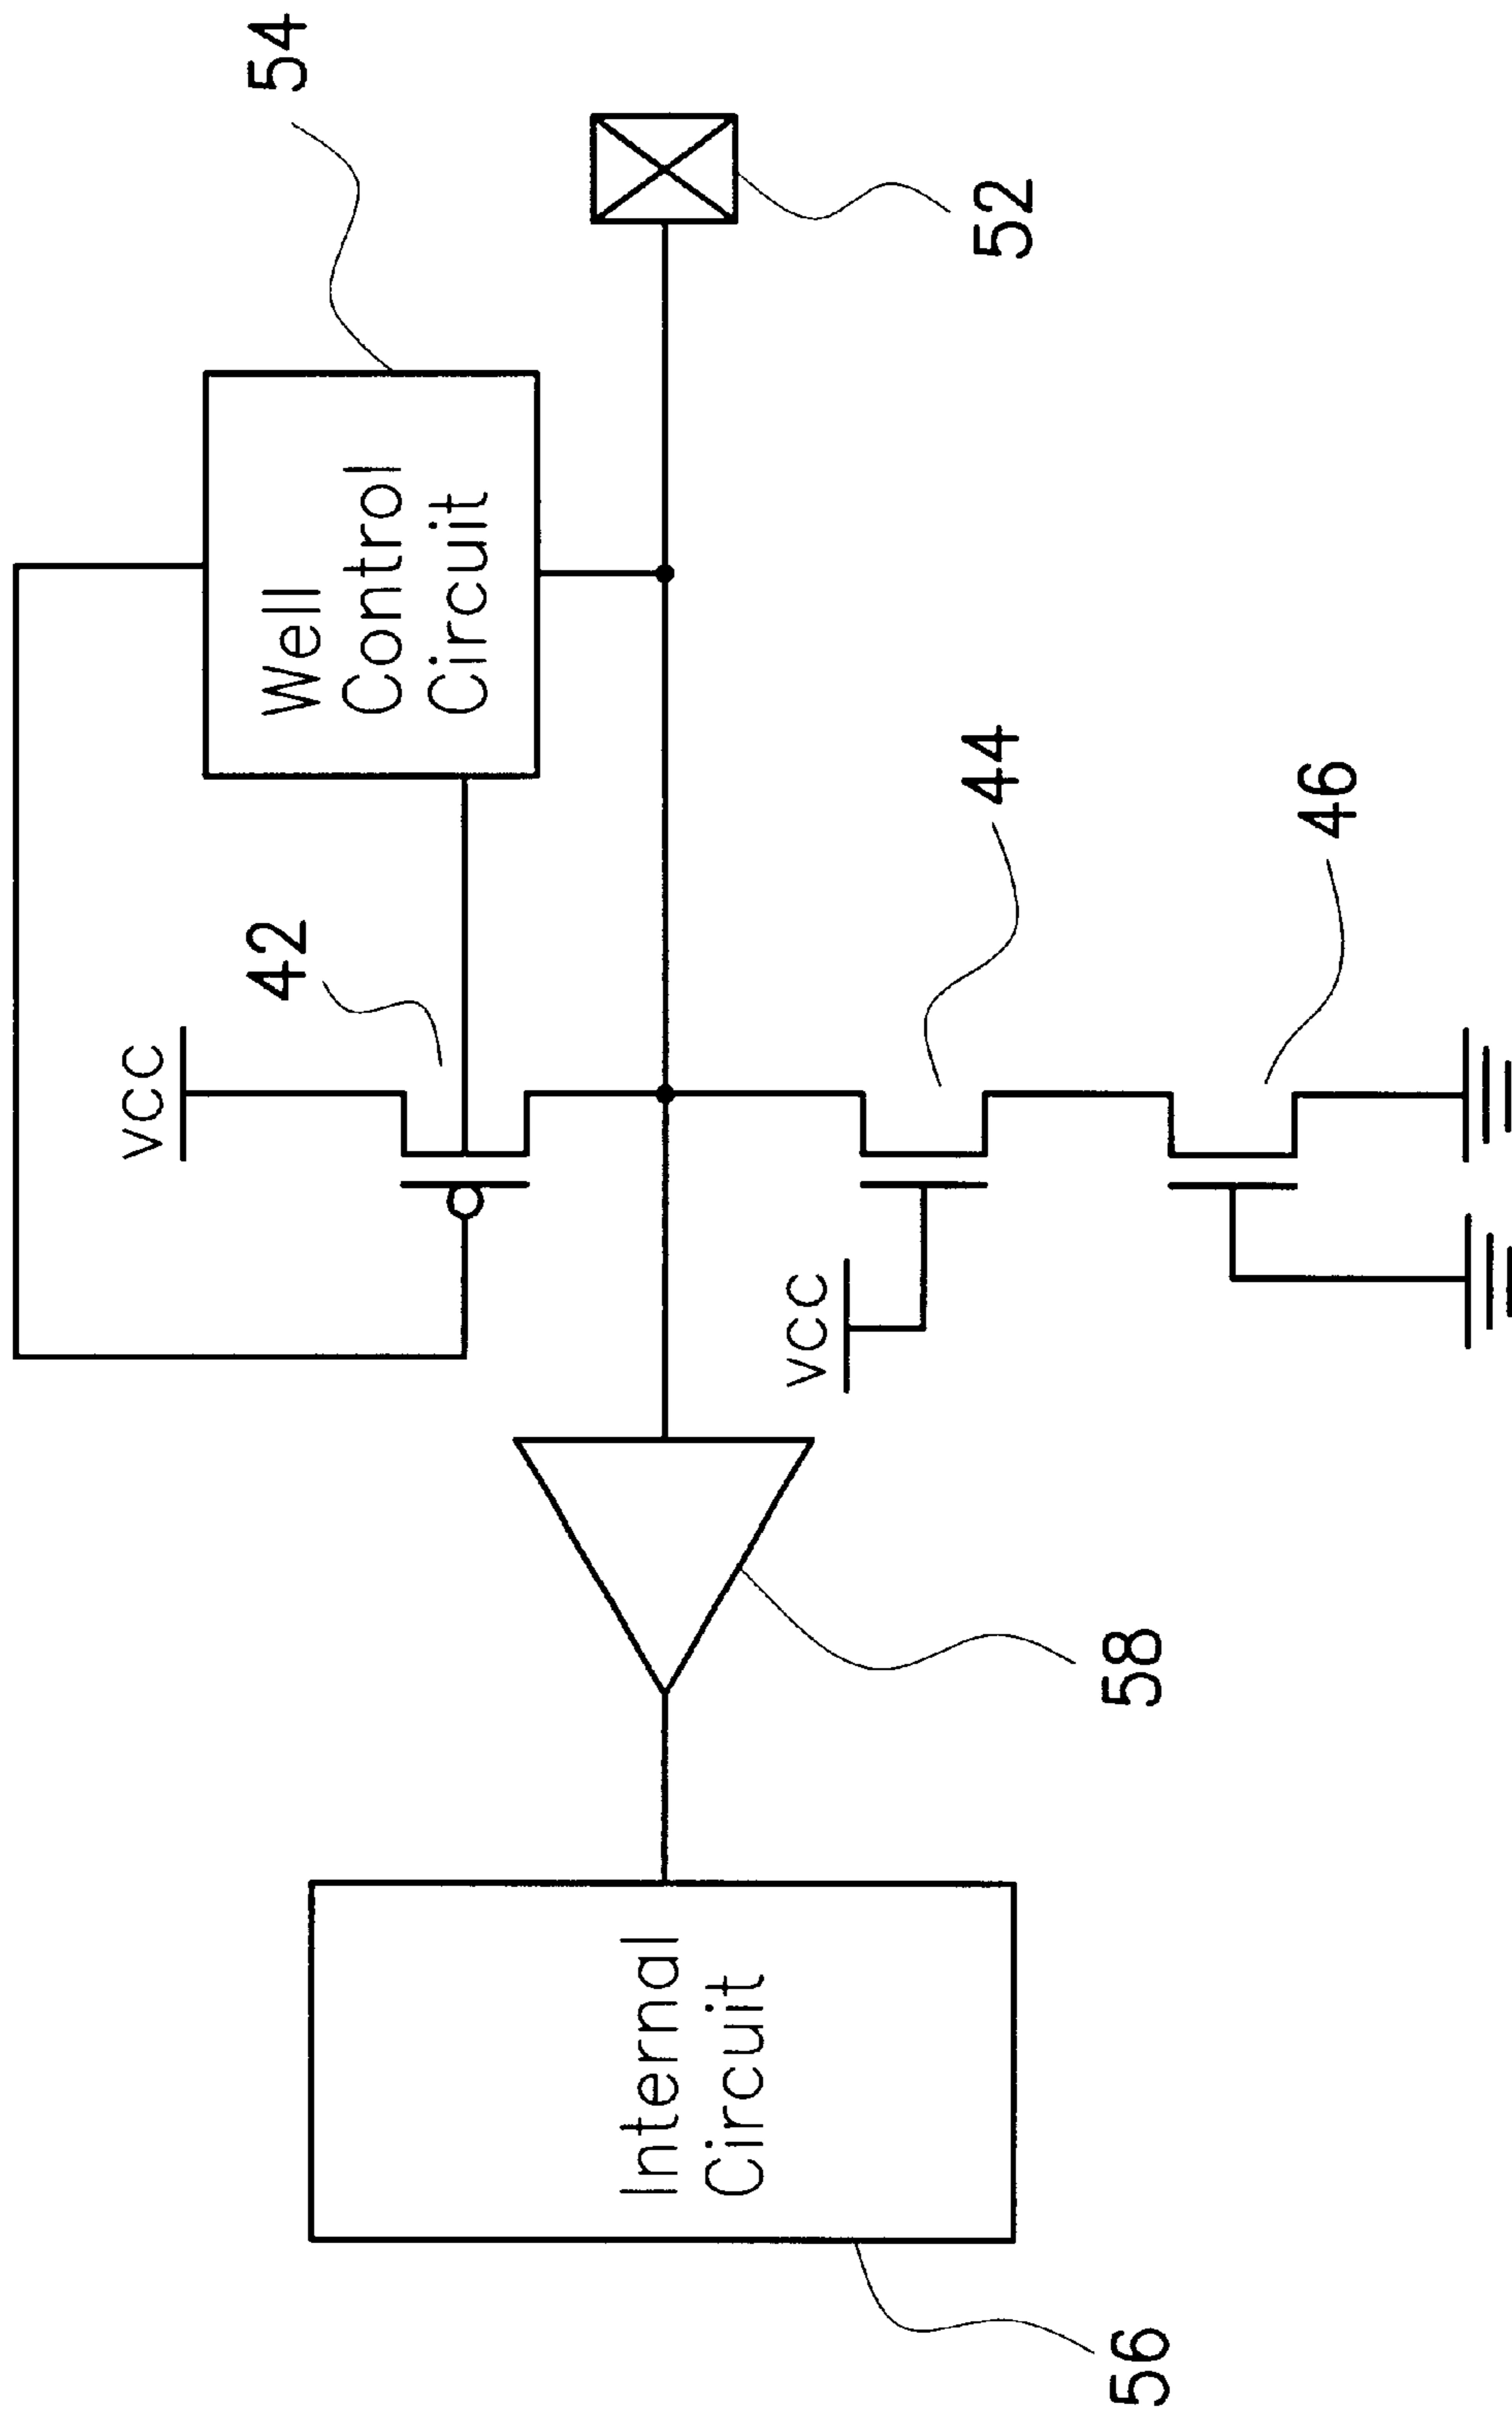 54
52
Well
Control
Circuit
42
vcc
44
46
vcc
58
Internal
Circuit
56